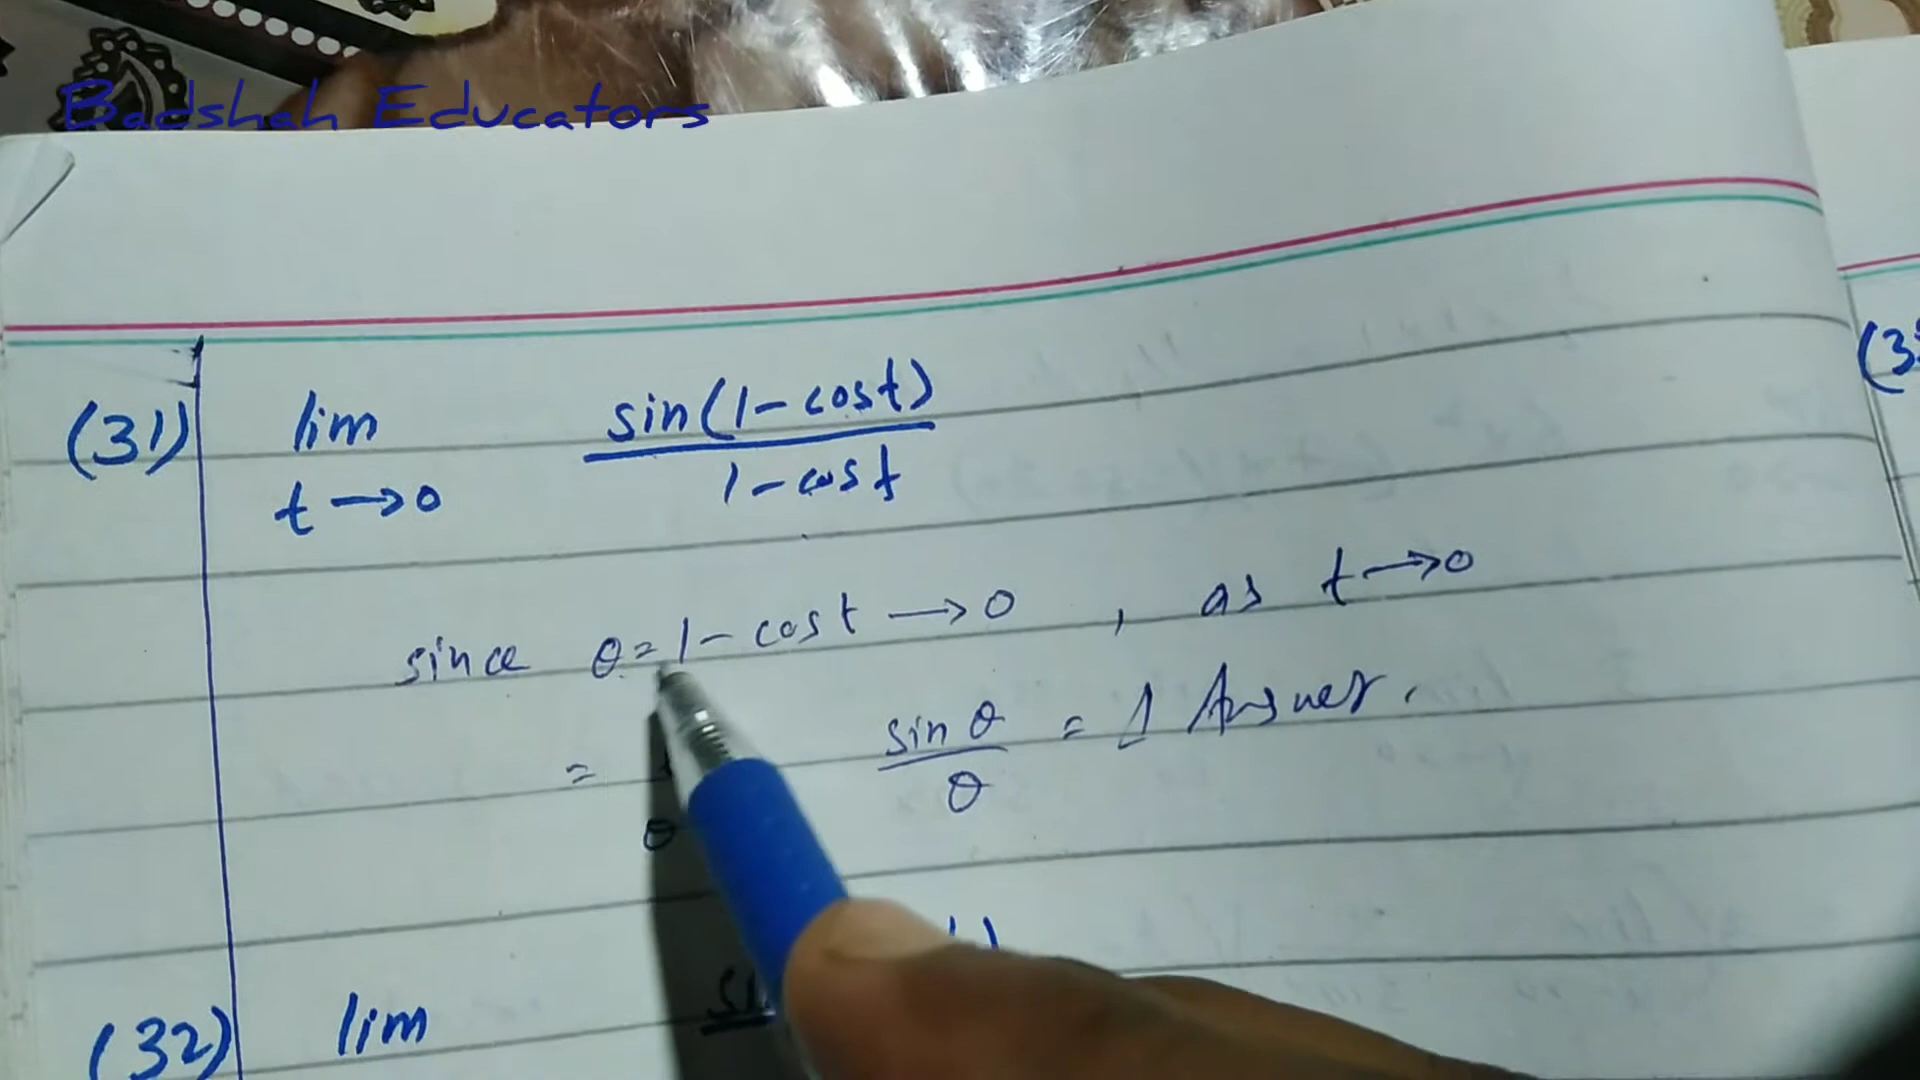 Badshah Educators
(31) lim sin(1-cost)
t→0 1-cost
since θ=1-cost→0 , as t→0
= sinθ = 1 Answer.
θ θ
(32) lim